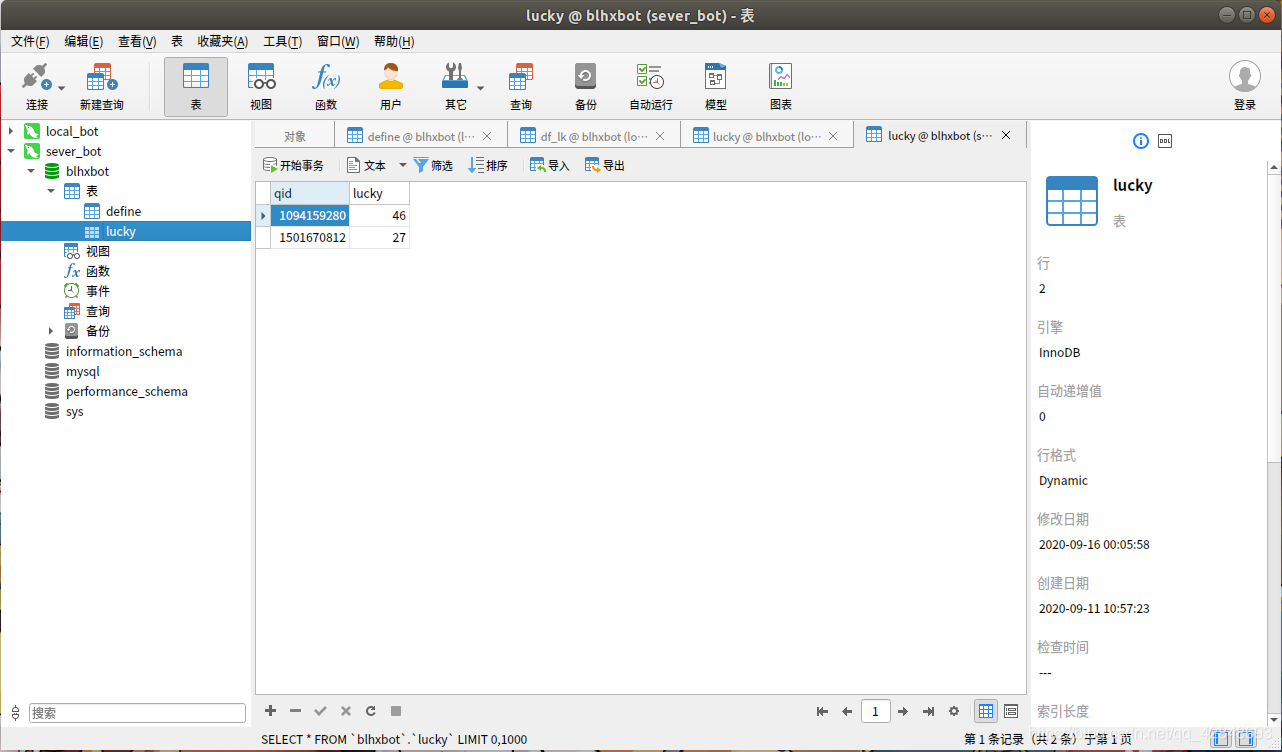 lucky @ blhxbot (sever_bot) - 表
文件(F) 编辑(E) 查看(V) 表 收藏夹(A) 工具(T) 窗口(W) 帮助(H)
连接 新建查询 表 视图 函数 用户 其它 查询 备份 自动运行 模型 图表 登录
local_bot
sever_bot
blhxbot
表
define
lucky
视图
函数
事件
查询
备份
information_schema
mysql
performance_schema
sys
搜索
对象 define @ blhxbot (l··· df_lk @ blhxbot (lo··· lucky @ blhxbot (lo··· lucky @ blhxbot (s···
开始事务 文本 筛选 排序 导入 导出
qid lucky
1094159280 46
1501670812 27
1
SELECT * FROM `blhxbot`.`lucky` LIMIT 0,1000
第 1 条记录（共 2 条）于第 1 页
DDL
lucky
表
行
2
引擎
InnoDB
自动递增值
0
行格式
Dynamic
修改日期
2020-09-16 00:05:58
创建日期
2020-09-11 10:57:23
检查时间
---
索引长度